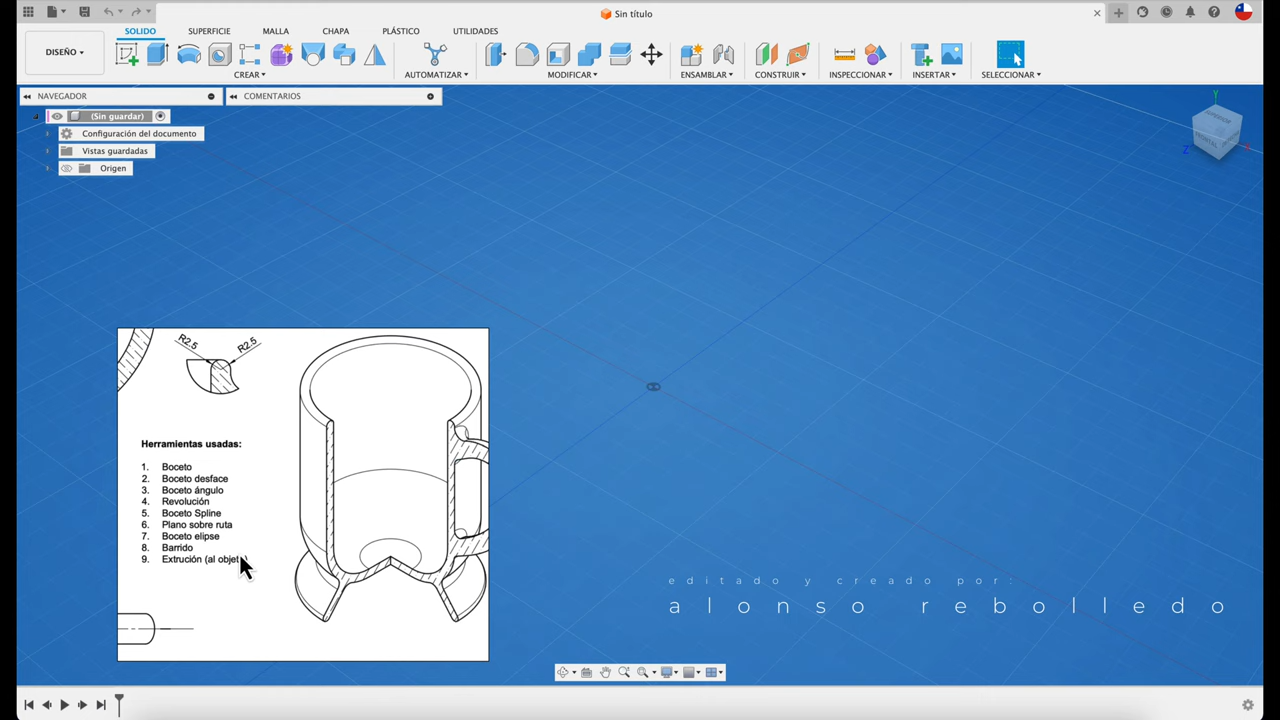 Sin título
SOLIDO
SUPERFICIE
MALLA
CHAPA
PLÁSTICO
UTILIDADES
DISEÑO
CREAR
AUTOMATIZAR
MODIFICAR
ENSAMBLAR
CONSTRUIR
INSPECCIONAR
INSERTAR
SELECCIONAR
NAVEGADOR
COMENTARIOS
(Sin guardar)
Configuración del documento
Vistas guardadas
Origen
Y
Z
R2.5
R2.5
Herramientas usadas:
1. Boceto
2. Boceto desface
3. Boceto ángulo
4. Revolución
5. Boceto Spline
6. Plano sobre ruta
7. Boceto elipse
8. Barrido
9. Extrución (al
editado y creado por:
alonso rebolledo